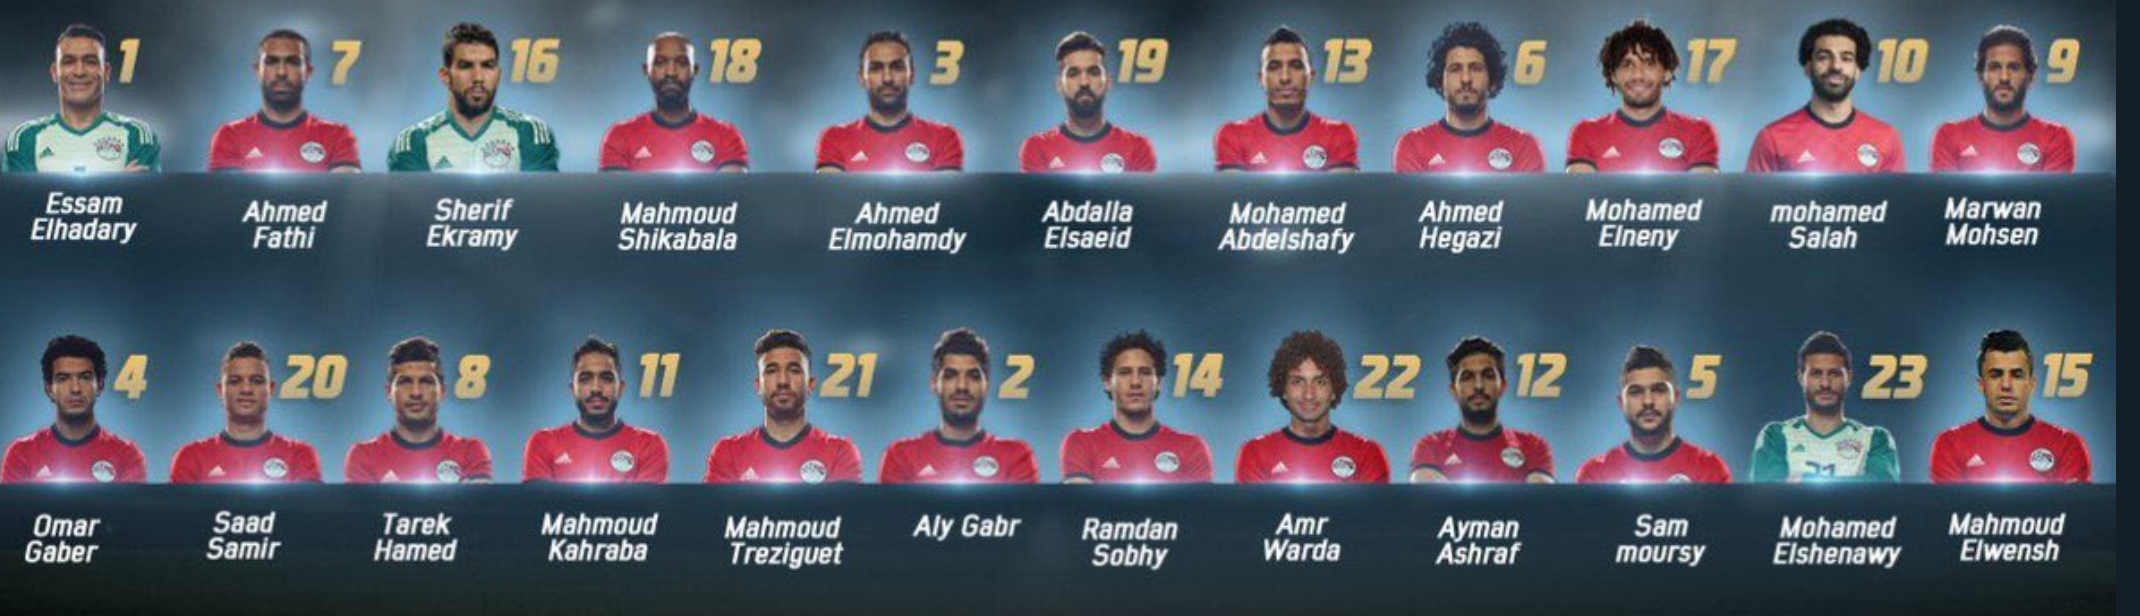 1
7
16
18
3
19
13
6
17
10
9
Essam
Elhadary
Ahmed
Fathi
Sherif
Ekramy
Mahmoud
Shikabala
Ahmed
Elmohamdy
Abdalla
Elsaeid
Mohamed
Abdelshafy
Ahmed
Hegazi
Mohamed
Elneny
mohamed
Salah
Marwan
Mohsen
4
20
8
11
21
2
14
22
12
5
23
15
Omar
Gaber
Saad
Samir
Tarek
Hamed
Mahmoud
Kahraba
Mahmoud
Treziguet
Aly Gabr
Ramdan
Sobhy
Amr
Warda
Ayman
Ashraf
Sam
moursy
Mohamed
Elshenawy
Mahmoud
Elwensh